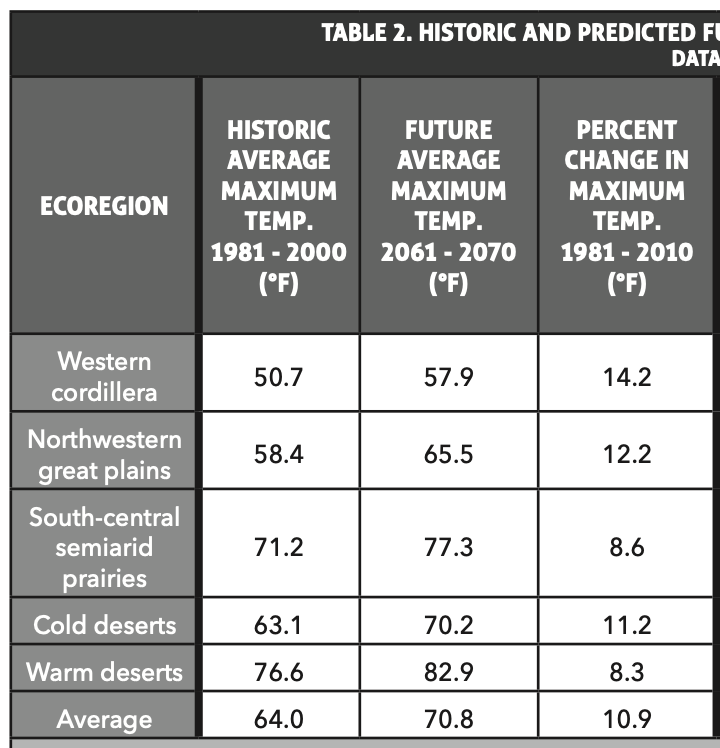 TABLE 2. HISTORIC AND PREDICTED
DATA
ECOREGION
HISTORIC
AVERAGE
MAXIMUM
TEMP.
1981 - 2000
(°F)
FUTURE
AVERAGE
MAXIMUM
TEMP.
2061 - 2070
(°F)
PERCENT
CHANGE IN
MAXIMUM
TEMP.
1981 - 2010
(°F)
Western
cordillera
50.7
57.9
14.2
Northwestern
great plains
58.4
65.5
12.2
South-central
semiarid
prairies
71.2
77.3
8.6
Cold deserts
63.1
70.2
11.2
Warm deserts
76.6
82.9
8.3
Average
64.0
70.8
10.9